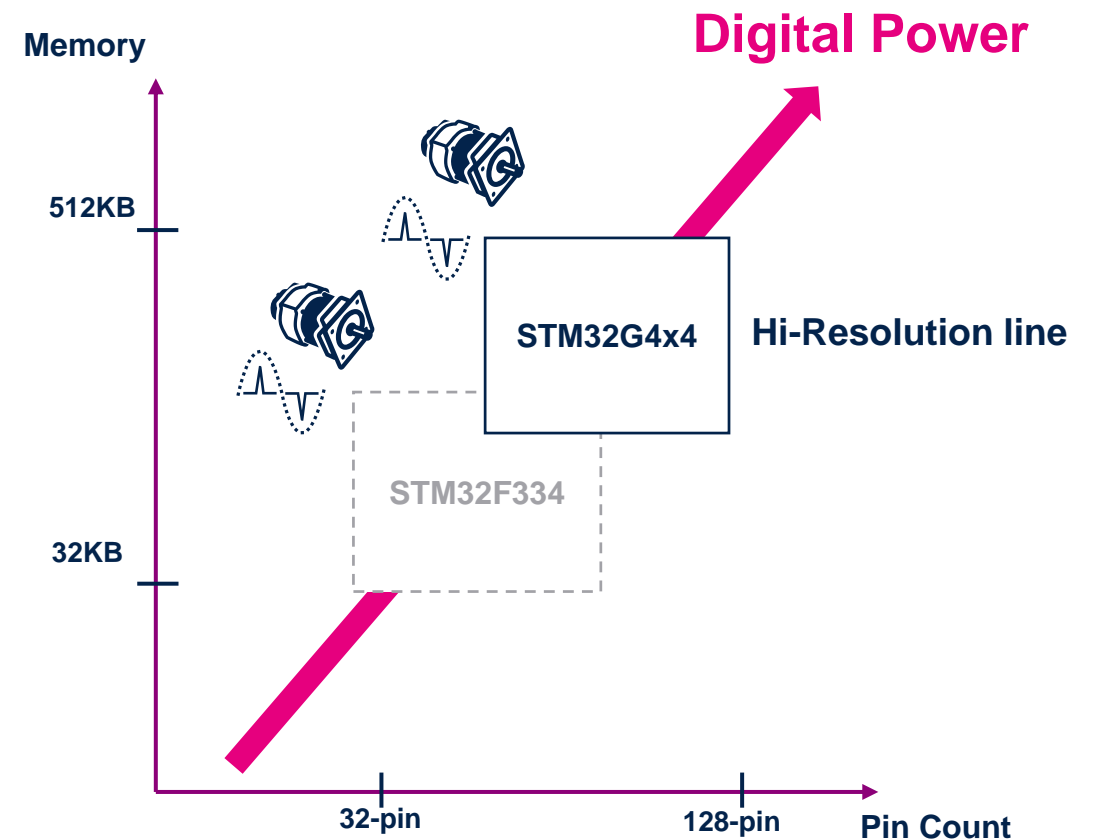 Digital Power
Memory
512KB
STM32G4x4
Hi-Resolution line
STM32F334
32KB
32-pin
128-pin
Pin Count